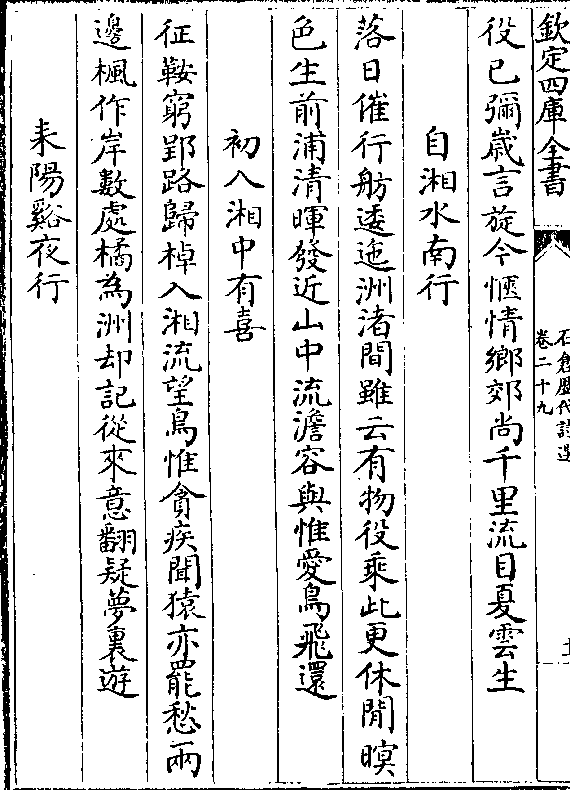 欽定四庫全書
石倉歷代詩選
卷二十九
役已彌嵗言旋今愜情鄉郊尚千里流目夏雲生
自湘水南行
落日催行舫逶迤洲渚間雖云有物役乘此更休閒暝
色生前浦清暉發近山中流澹容與惟愛鳥飛還
初入湘中有喜
征鞍窮郢路歸棹入湘流望鳥惟貪疾聞猿亦罷愁兩
邊楓作岸數處橘為洲却記從來意翻疑夢裏遊
耒陽谿夜行